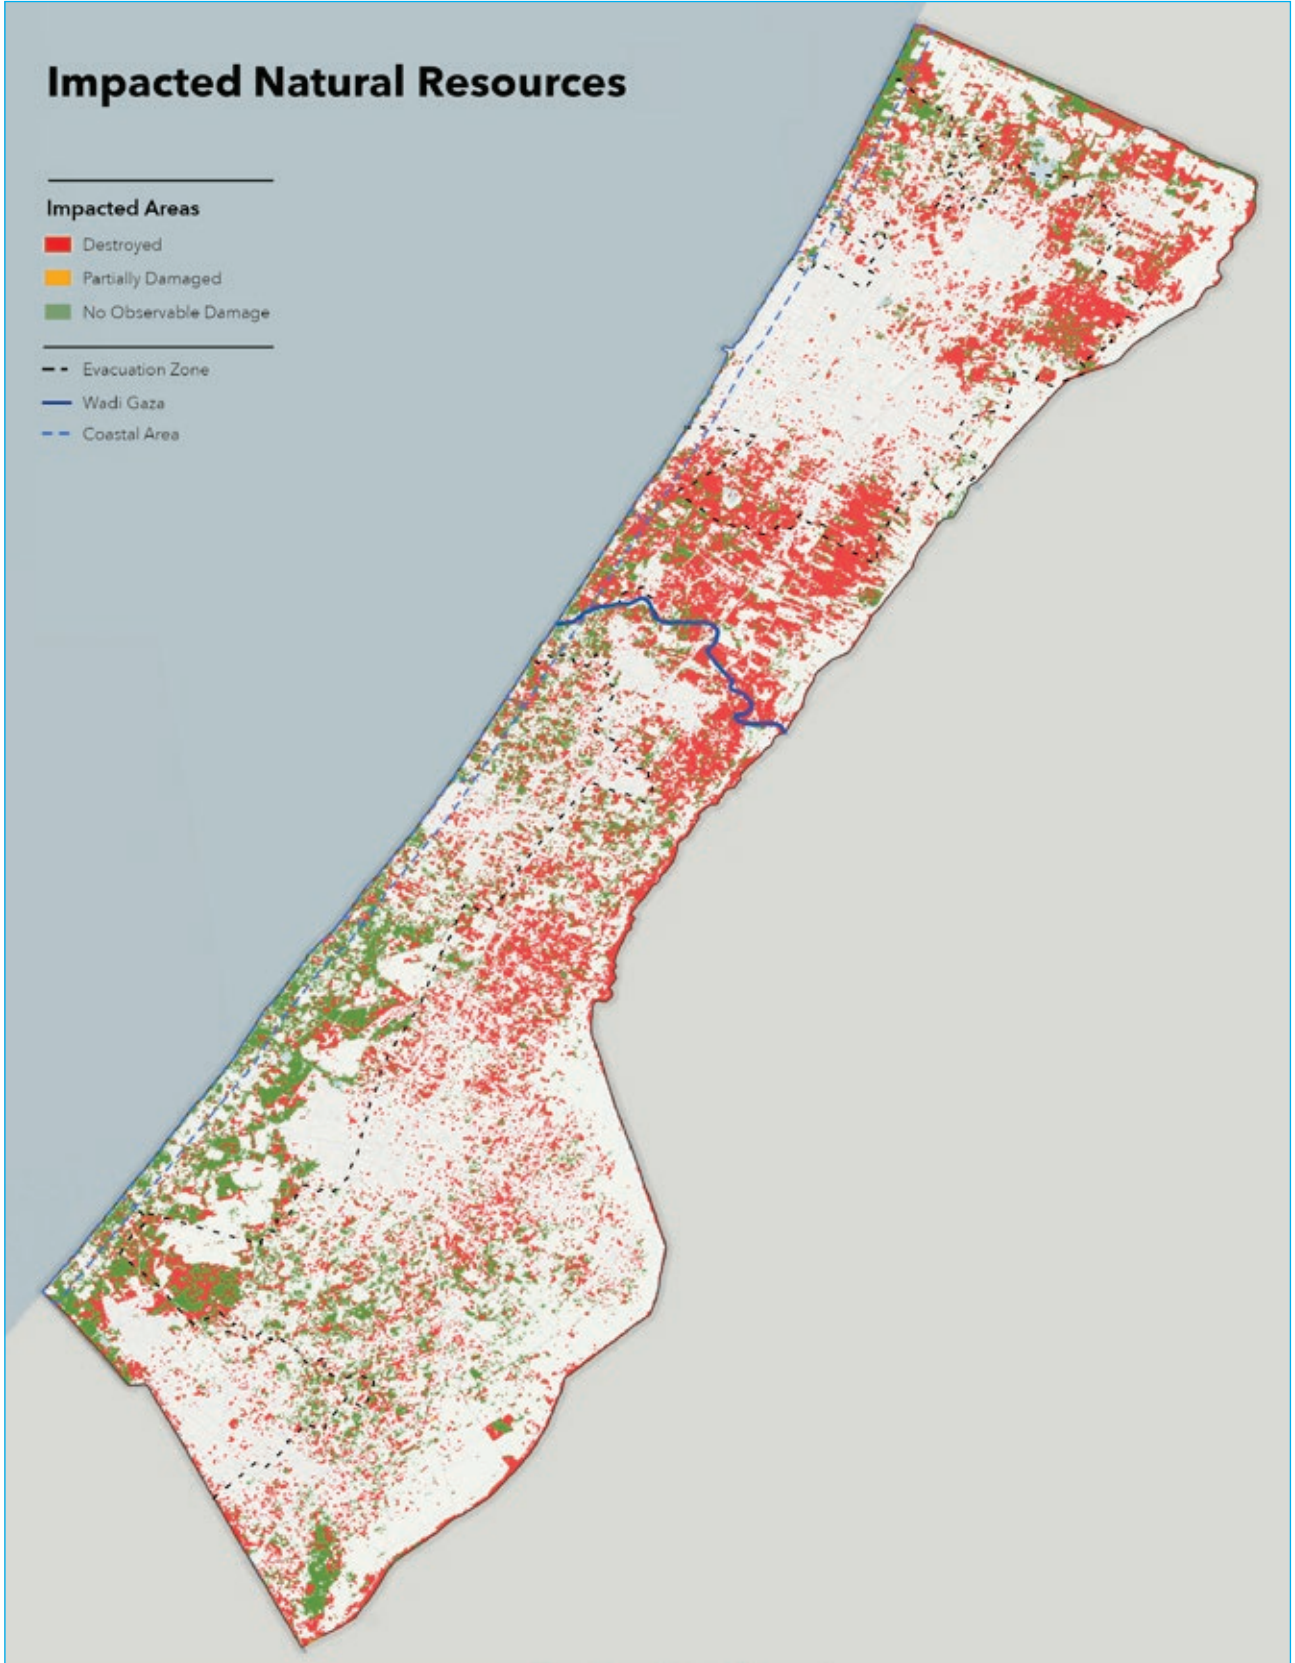 Impacted Natural Resources
Impacted Areas
Destroyed
Partially Damaged
No Observable Damage
Evacuation Zone
Wadi Gaza
Coastal Area